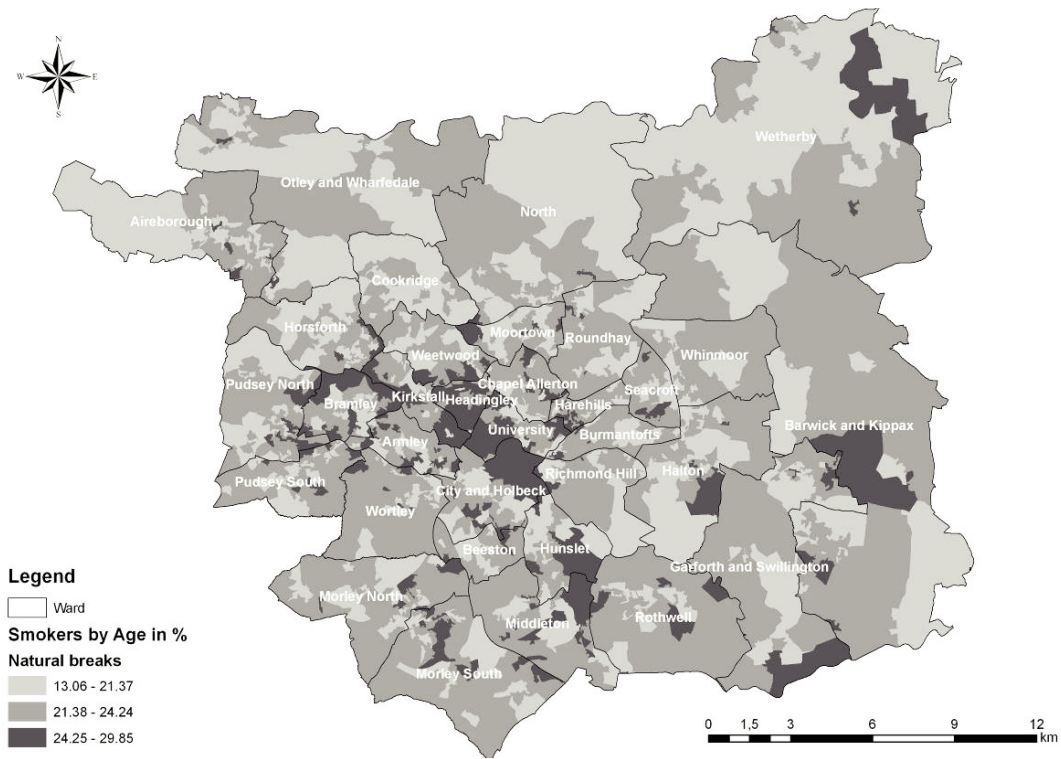 N
W E
S
Wetherby
Otley and Wharfedale
North
Aireborough
Cookridge
Horsforth
Moortown
Roundhay
Weetwood
Whinmoor
Pudsey North
Chapel Allerton
Seacroft
Kirkstall
Headingley
Bramley
Harehills
University
Burmantofts
Barwick and Kippax
Armley
Richmond Hill
Halton
Pudsey South
City and Holbeck
Wortley
Beeston
Hunslet
Garforth and Swillington
Morley North
Middleton
Rothwell
Morley South
Legend
Ward
Smokers by Age in %
Natural breaks
13.06 - 21.37
21.38 - 24.24
24.25 - 29.85
0 1,5 3 6 9 12
km